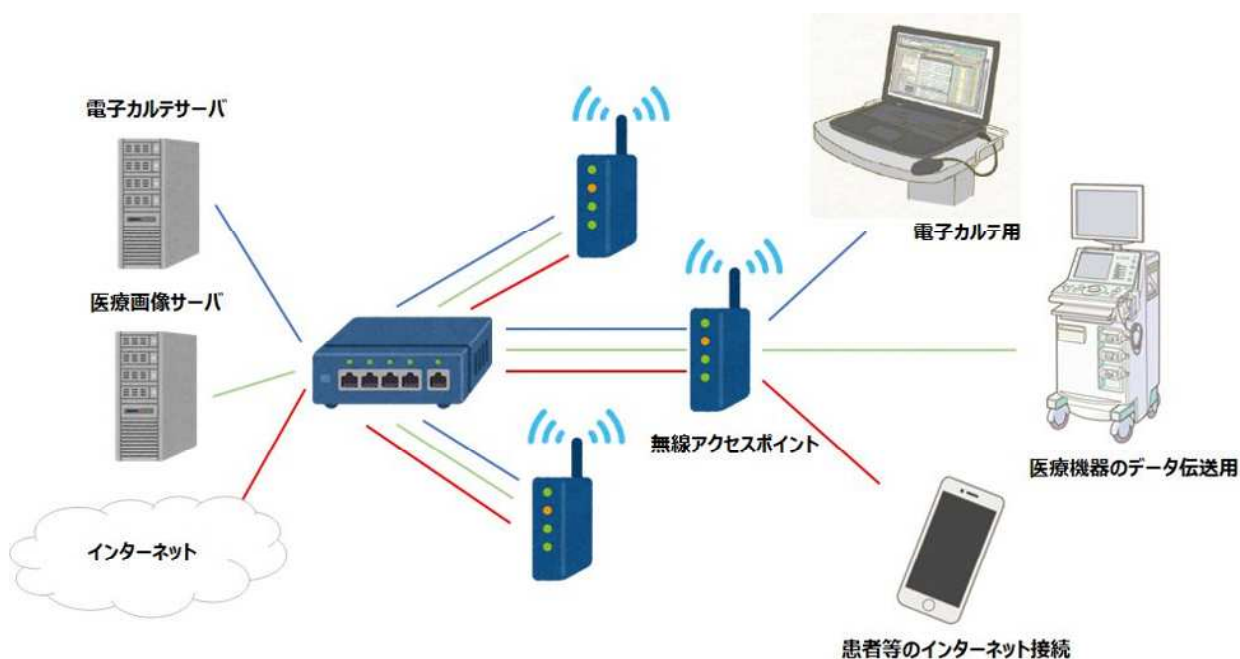 電子カルテサーバ
医療画像サーバ
インターネット
無線アクセスポイント
電子カルテ用
医療機器のデータ伝送用
患者等のインターネット接続